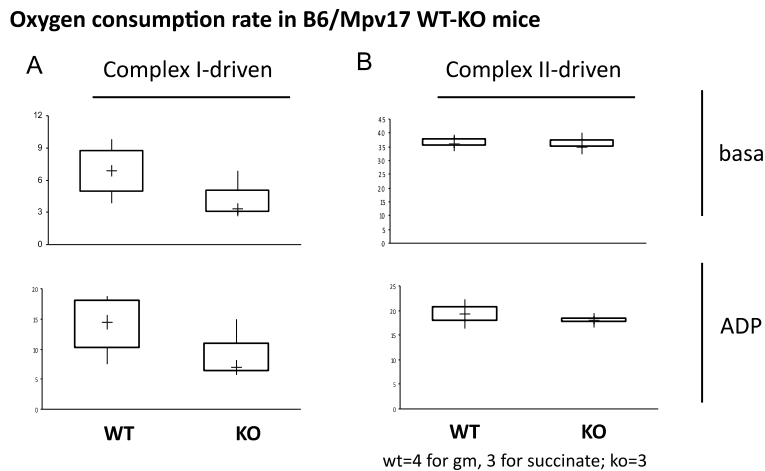 Oxygen consumption rate in B6/Mpv17 WT-KO mice
A
Complex I-driven
B
Complex II-driven
12
9
6
3
0
45
40
35
30
25
20
15
10
5
0
basa
20
15
10
5
0
25
20
15
10
5
0
ADP
WT
KO
WT
KO
wt=4 for gm, 3 for succinate; ko=3